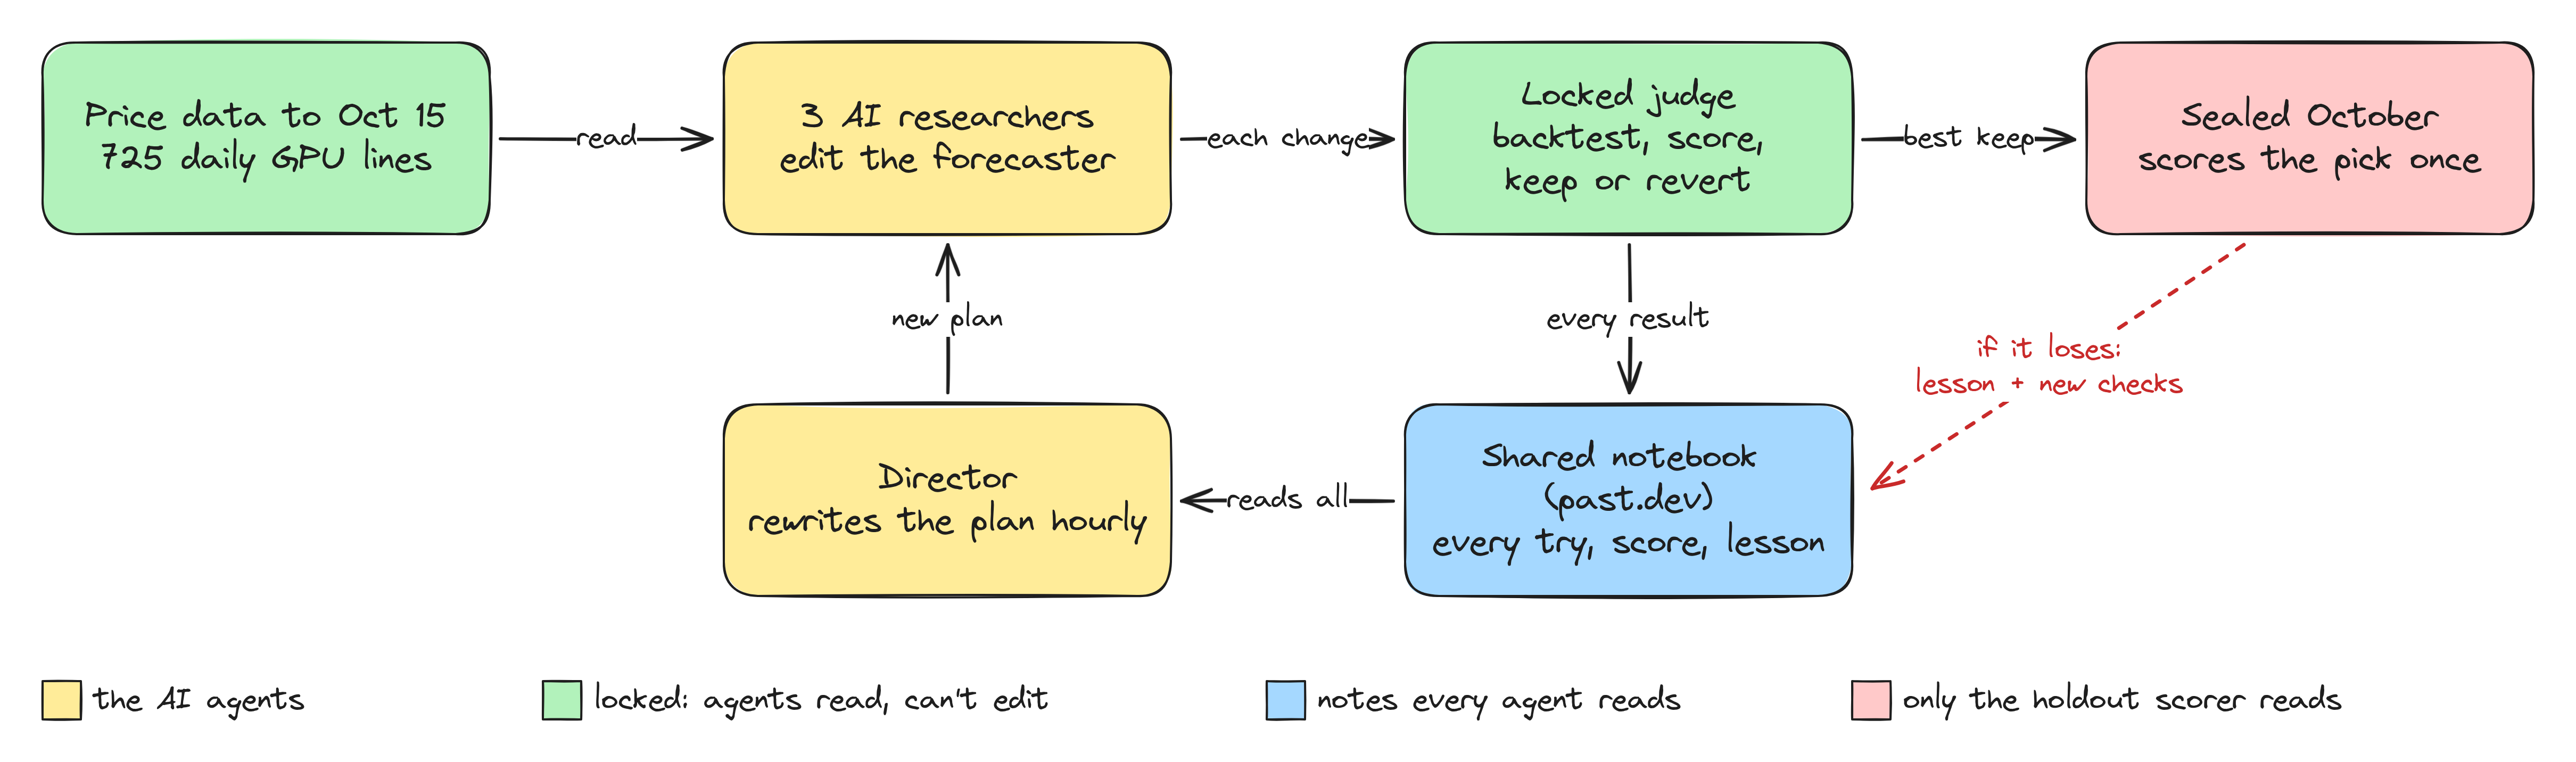 Price data to Oct 15
725 daily GPU lines
read
3 AI researchers
edit the forecaster
each change
Locked judge
backtest, score,
keep or revert
best keep
Sealed October
scores the pick once
new plan
every result
if it loses:
lesson + new checks
Director
rewrites the plan hourly
reads all
Shared notebook
(past.dev)
every try, score, lesson
the AI agents
locked: agents read, can't edit
notes every agent reads
only the holdout scorer reads